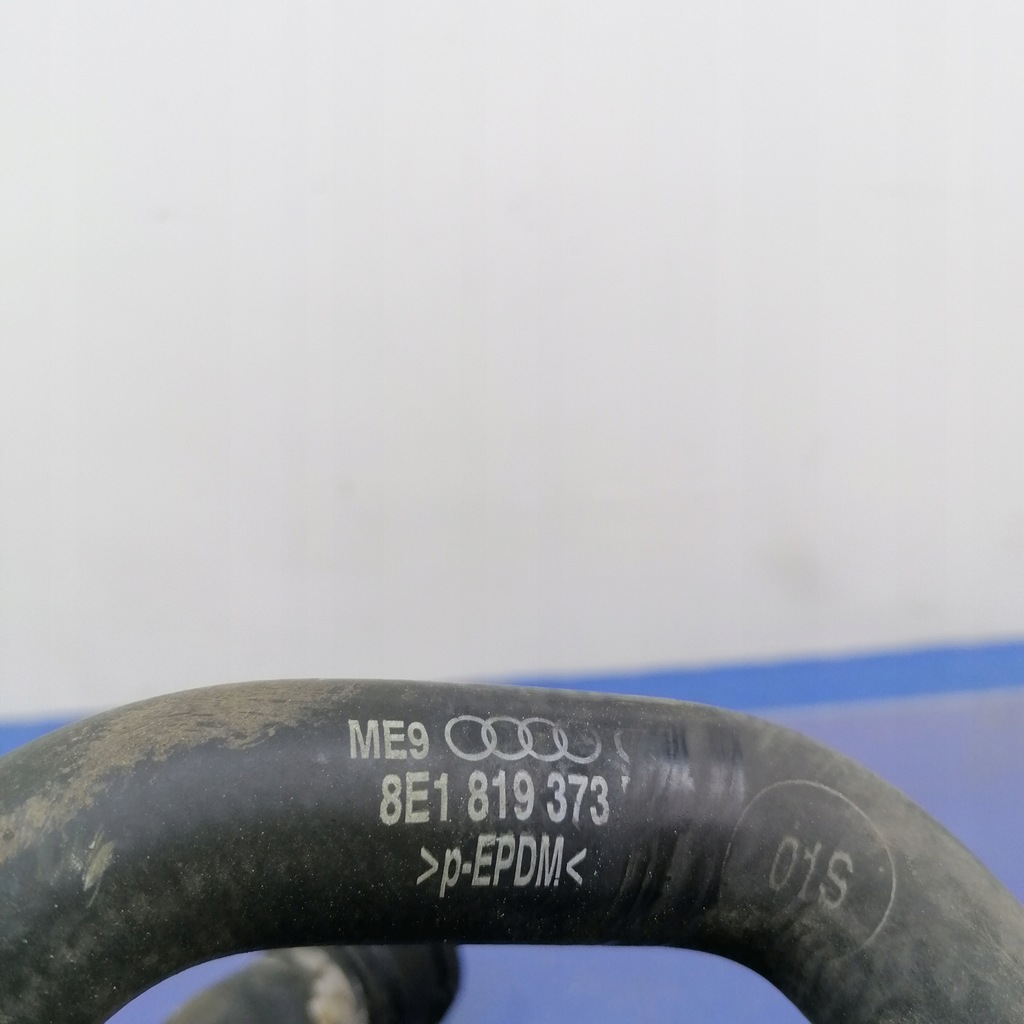 ME9
8E1 819 373
>p-EPDM<
01S